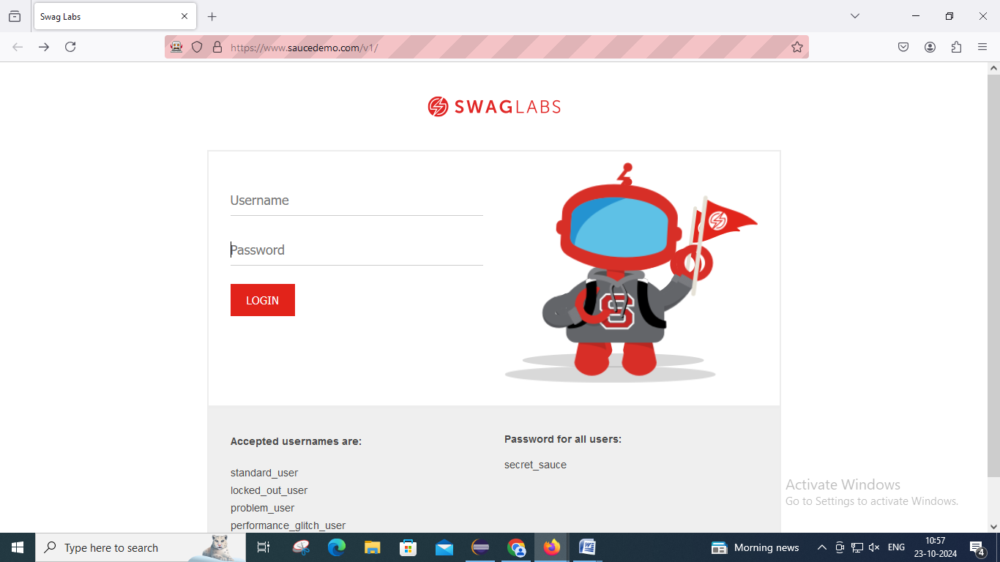 Swag Labs
https://www.saucedemo.com/v1/
SWAGLABS
Username
Password
LOGIN
S
Accepted usernames are:
standard_user
locked_out_user
problem_user
performance_glitch_user
Password for all users:
secret_sauce
Activate Windows
Go to Settings to activate Windows.
Type here to search
W
Morning news
ENG
10:57
23-10-2024
4